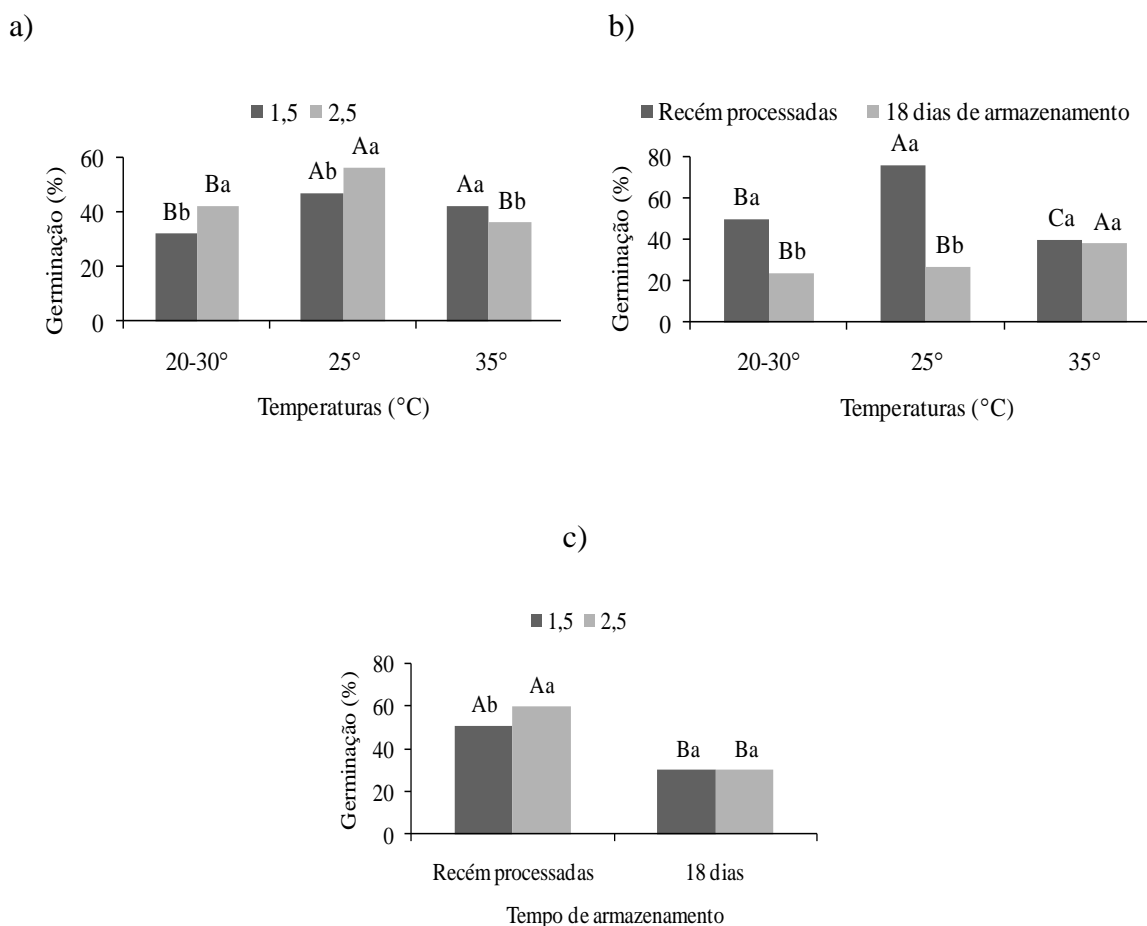 a)
1,5 2,5
Germinação (%)
60
40
20
0
Bb Ba Ab Aa Aa Bb
20-30° 25° 35°
Temperaturas (°C)
b)
Recém processadas 18 dias de armazenamento
Germinação (%)
80
60
40
20
0
Ba Bb Aa Bb Ca Aa
20-30° 25° 35°
Temperaturas (°C)
c)
1,5 2,5
Germinação (%)
80
60
40
20
0
Ab Aa Ba Ba
Recém processadas 18 dias
Tempo de armazenamento